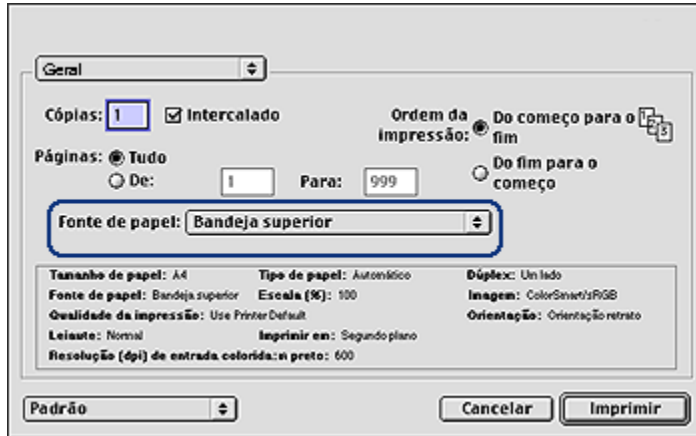 Geral
Cópias: 1 Intercalado
Ordem da impressão:
Do começo para o fim
1 2 3
Páginas: Tudo
De: 1 Para: 999
Do fim para o começo
Fonte de papel: Bandeja superior
Tamanho de papel: A4 Tipo de papel: Automático Dúplex: Um lado
Fonte de papel: Bandeja superior Escala (%): 100 Imagem: ColorSmart/sRGB
Qualidade da impressão: Use Printer Default Orientação: Orientação retrato
Leiaute: Normal Imprimir em: Segundo plano
Resolução (dpi) de entrada colorida:n preto: 600
Padrão Cancelar Imprimir